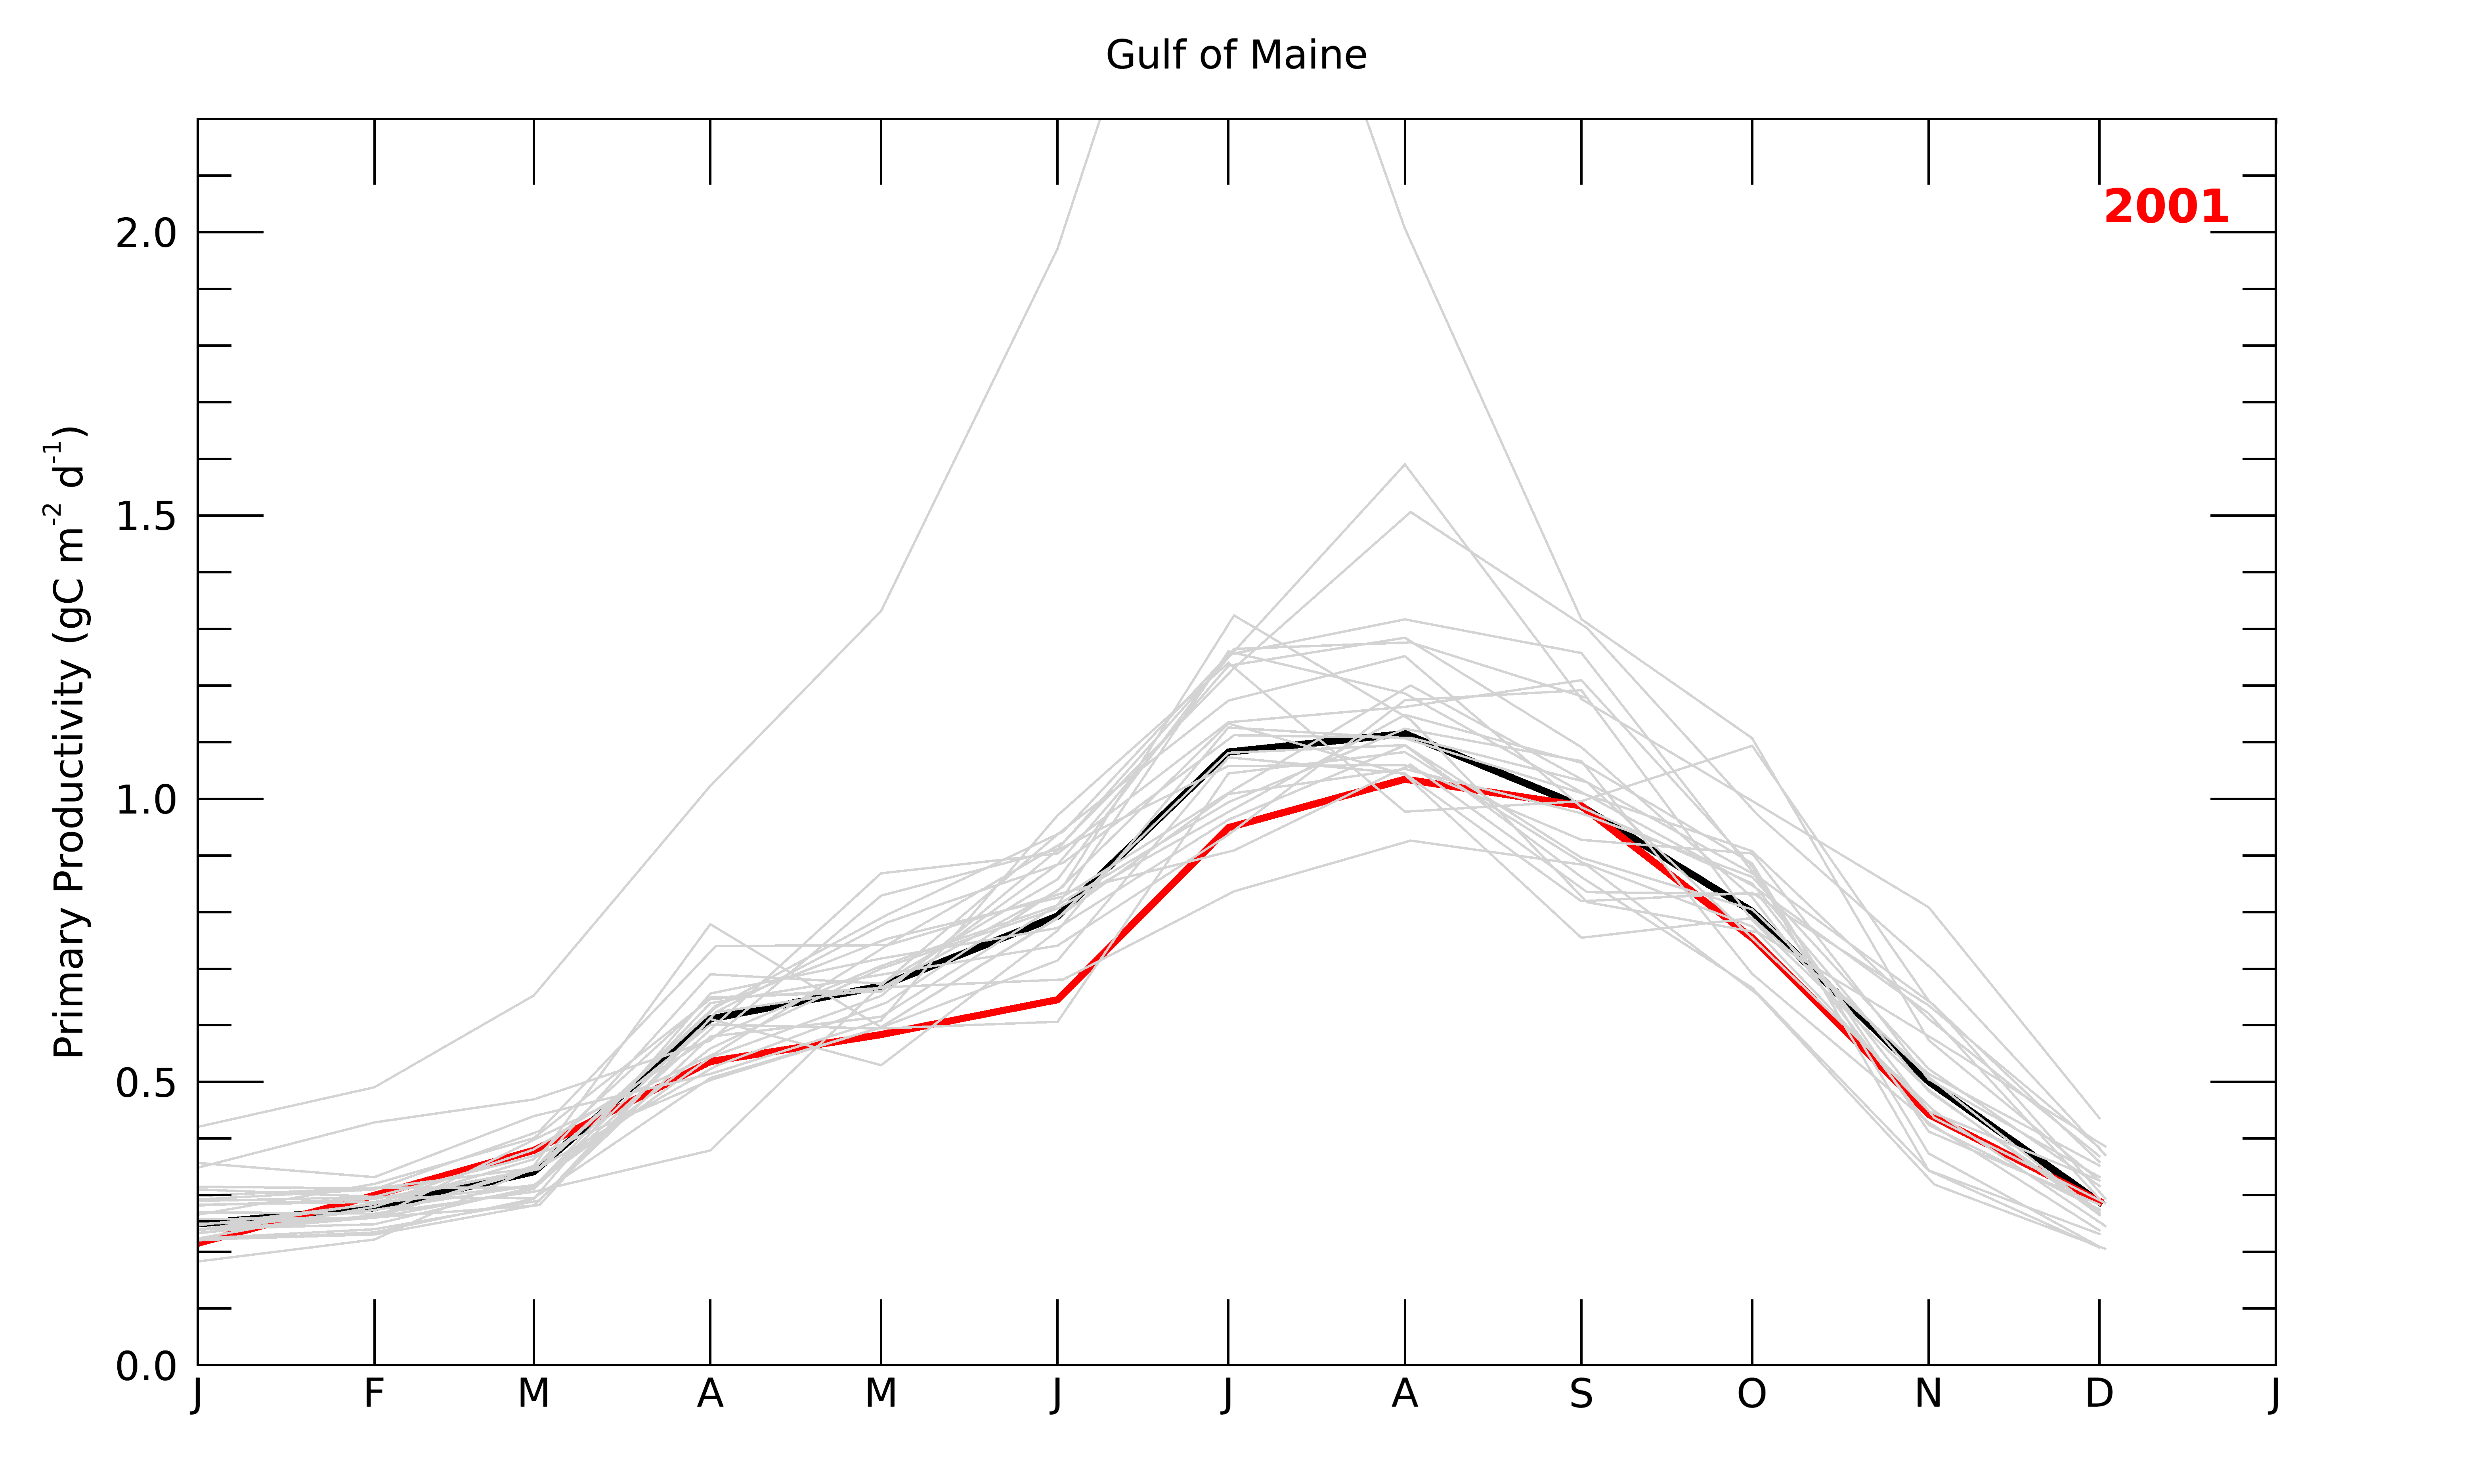 Gulf of Maine
2001
Primary Productivity (gC m-2 d-1)
2.0
1.5
1.0
0.5
0.0
J F M A M J J A S O N D J